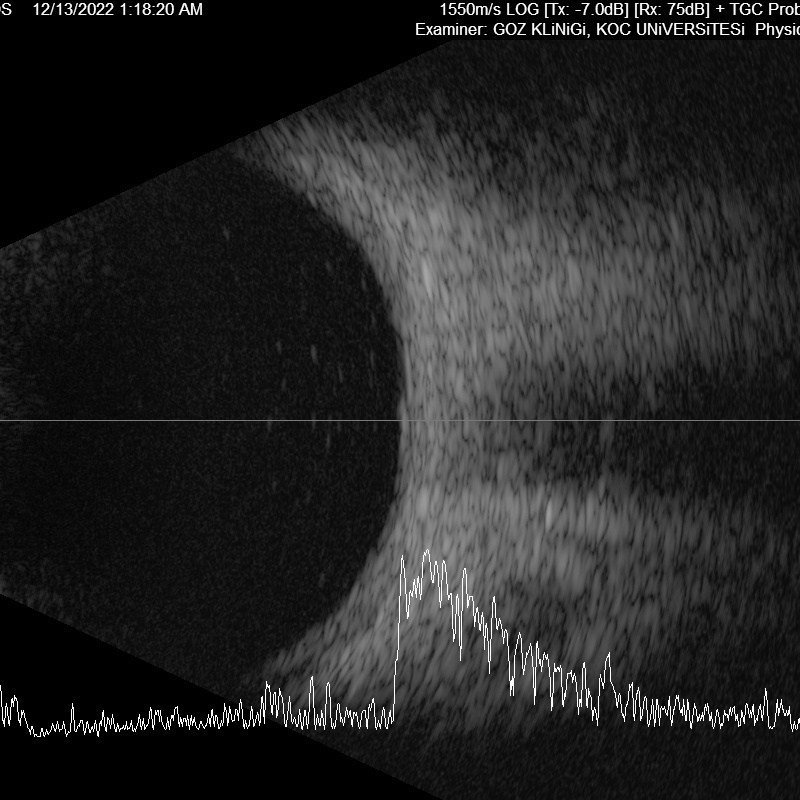 12/13/2022 1:18:20 AM 1550m/s LOG [Tx: -7.0dB] [Rx: 75dB] + TGC
Examiner: GOZ KLiNiGi, KOC UNiVERSiTESi